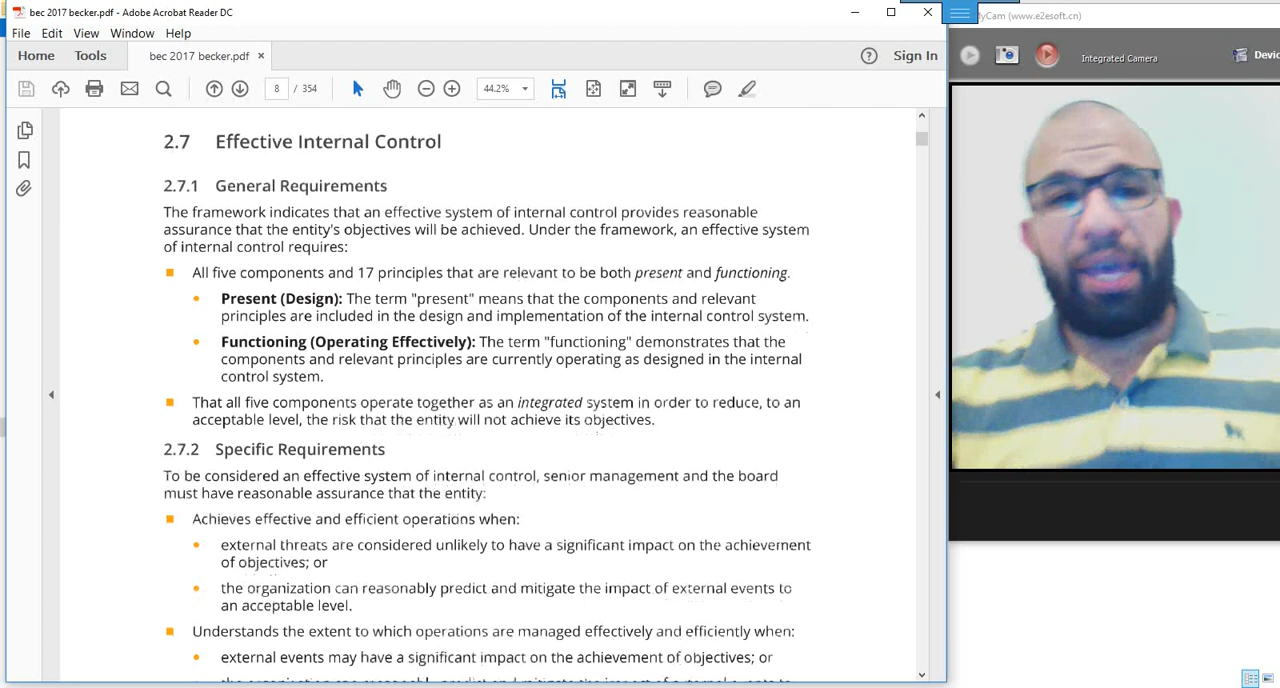 bec 2017 becker.pdf - Adobe Acrobat Reader DC
File Edit View Window Help
Home Tools bec 2017 becker.pdf × Sign In
8 / 354 44.2%
2.7 Effective Internal Control
2.7.1 General Requirements
The framework indicates that an effective system of internal control provides reasonable
assurance that the entity's objectives will be achieved. Under the framework, an effective system
of internal control requires:
All five components and 17 principles that are relevant to be both present and functioning.
Present (Design): The term "present" means that the components and relevant
principles are included in the design and implementation of the internal control system.
Functioning (Operating Effectively): The term "functioning" demonstrates that the
components and relevant principles are currently operating as designed in the internal
control system.
That all five components operate together as an integrated system in order to reduce, to an
acceptable level, the risk that the entity will not achieve its objectives.
2.7.2 Specific Requirements
To be considered an effective system of internal control, senior management and the board
must have reasonable assurance that the entity:
Achieves effective and efficient operations when:
external threats are considered unlikely to have a significant impact on the achievement
of objectives; or
the organization can reasonably predict and mitigate the impact of external events to
an acceptable level.
Understands the extent to which operations are managed effectively and efficiently when:
external events may have a significant impact on the achievement of objectives; or
yCam (www.e2esoft.cn)
Integrated Camera Devic